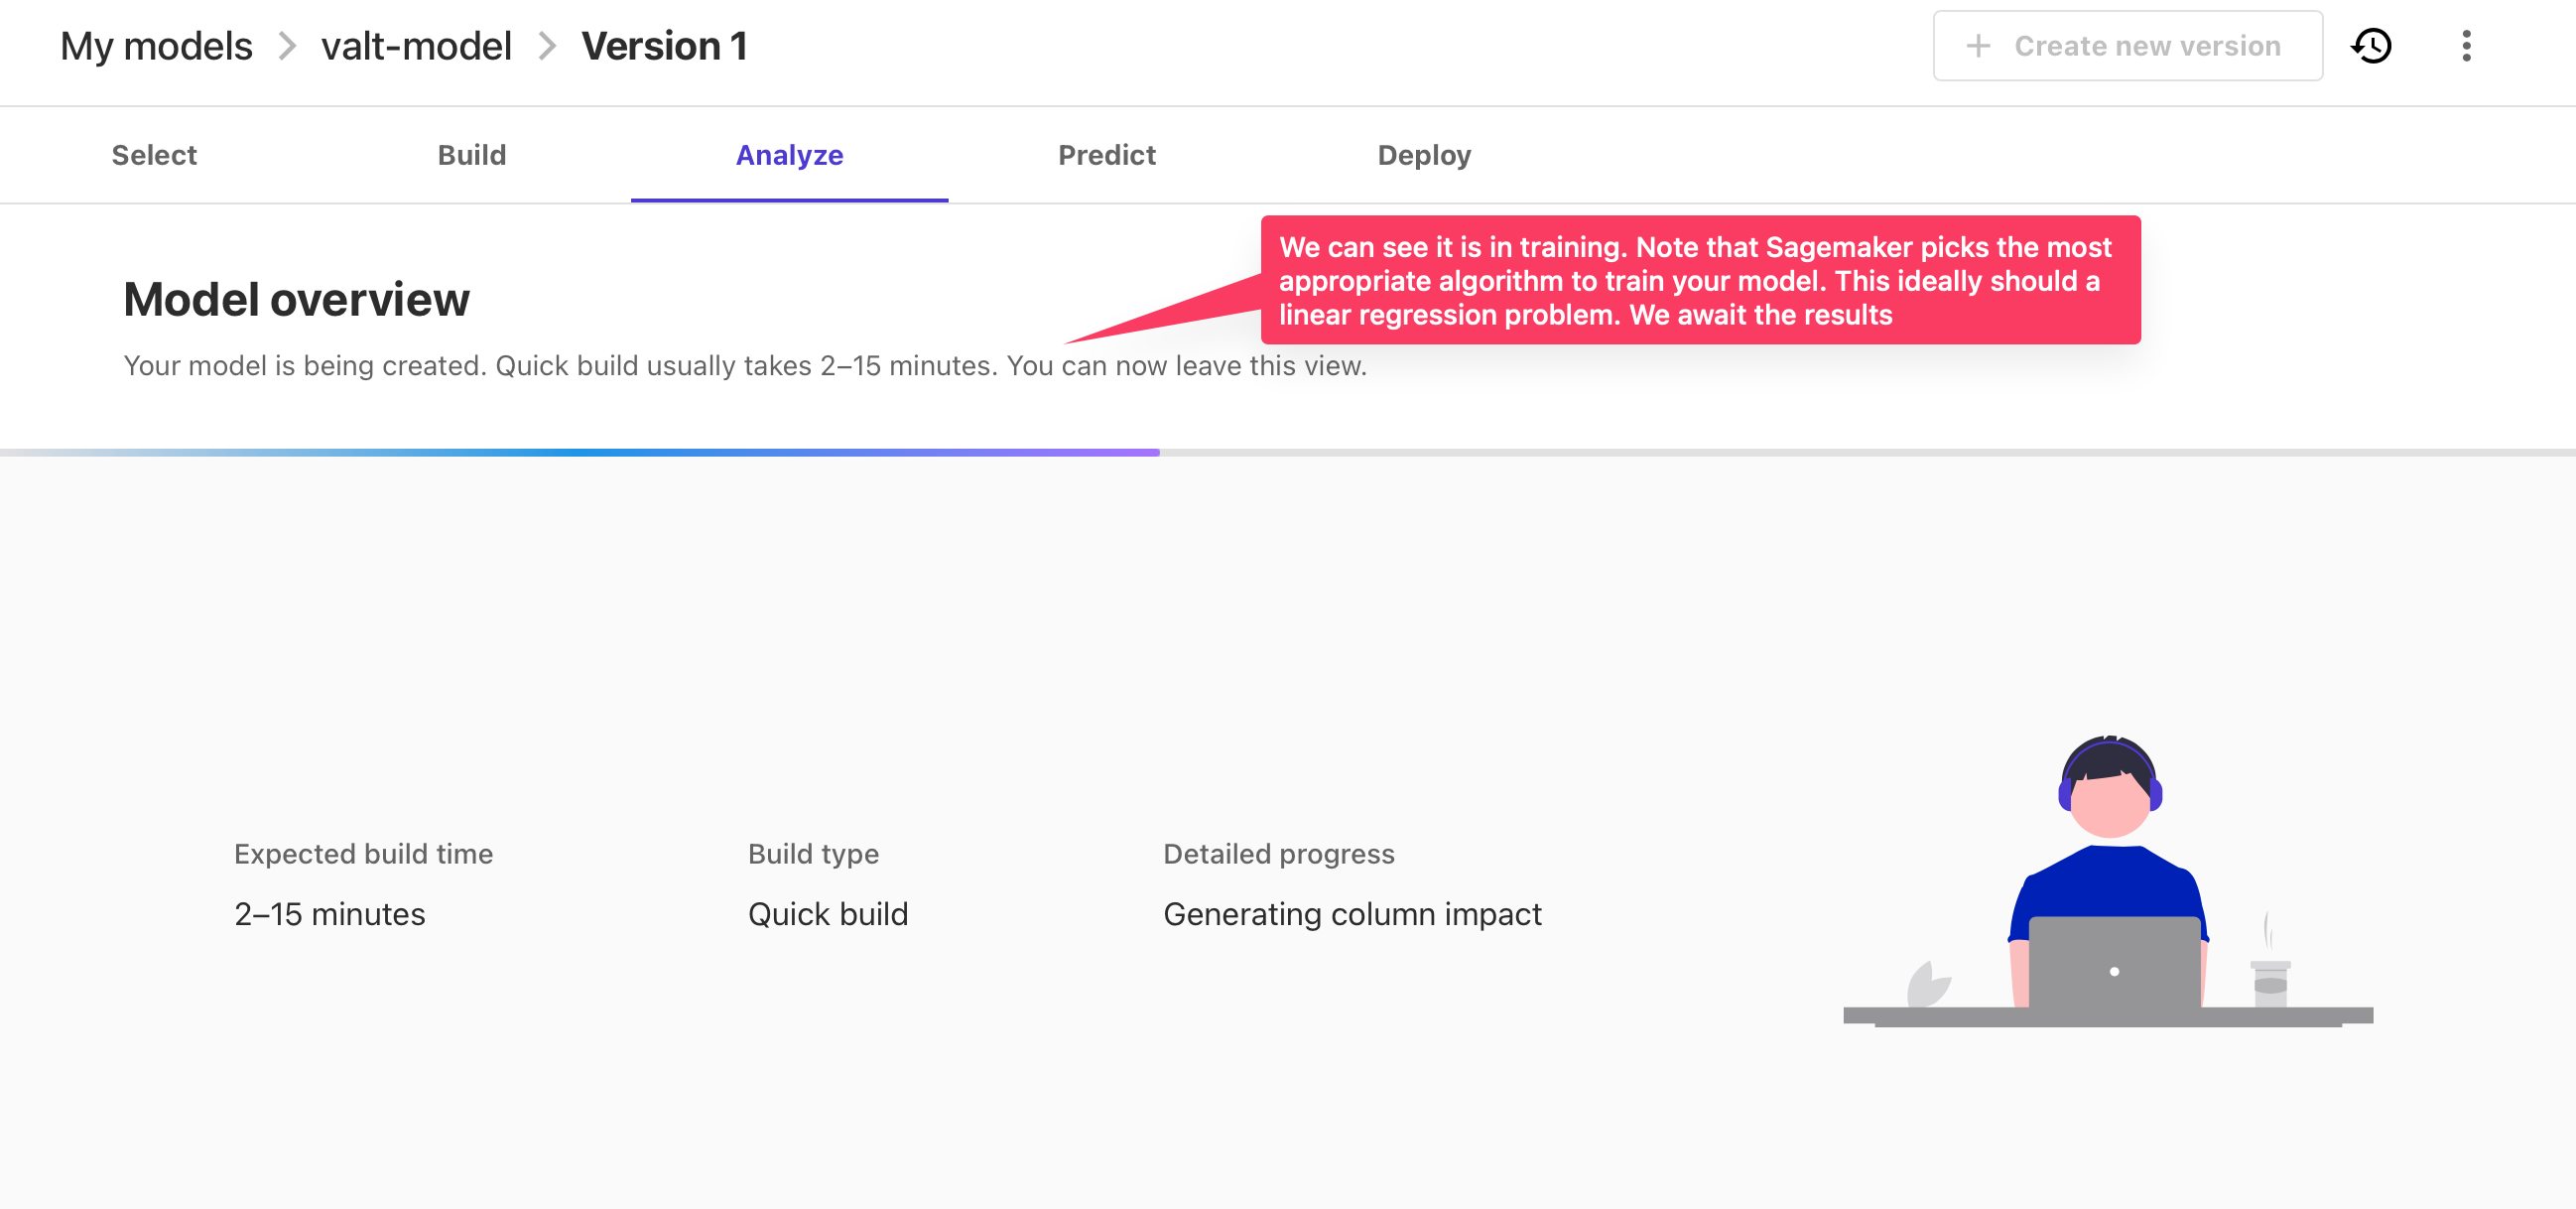 My models > valt-model > Version 1
+ Create new version
Select Build Analyze Predict Deploy
We can see it is in training. Note that Sagemaker picks the most
appropriate algorithm to train your model. This ideally should a
linear regression problem. We await the results
Model overview
Your model is being created. Quick build usually takes 2–15 minutes. You can now leave this view.
Expected build time
2–15 minutes
Build type
Quick build
Detailed progress
Generating column impact